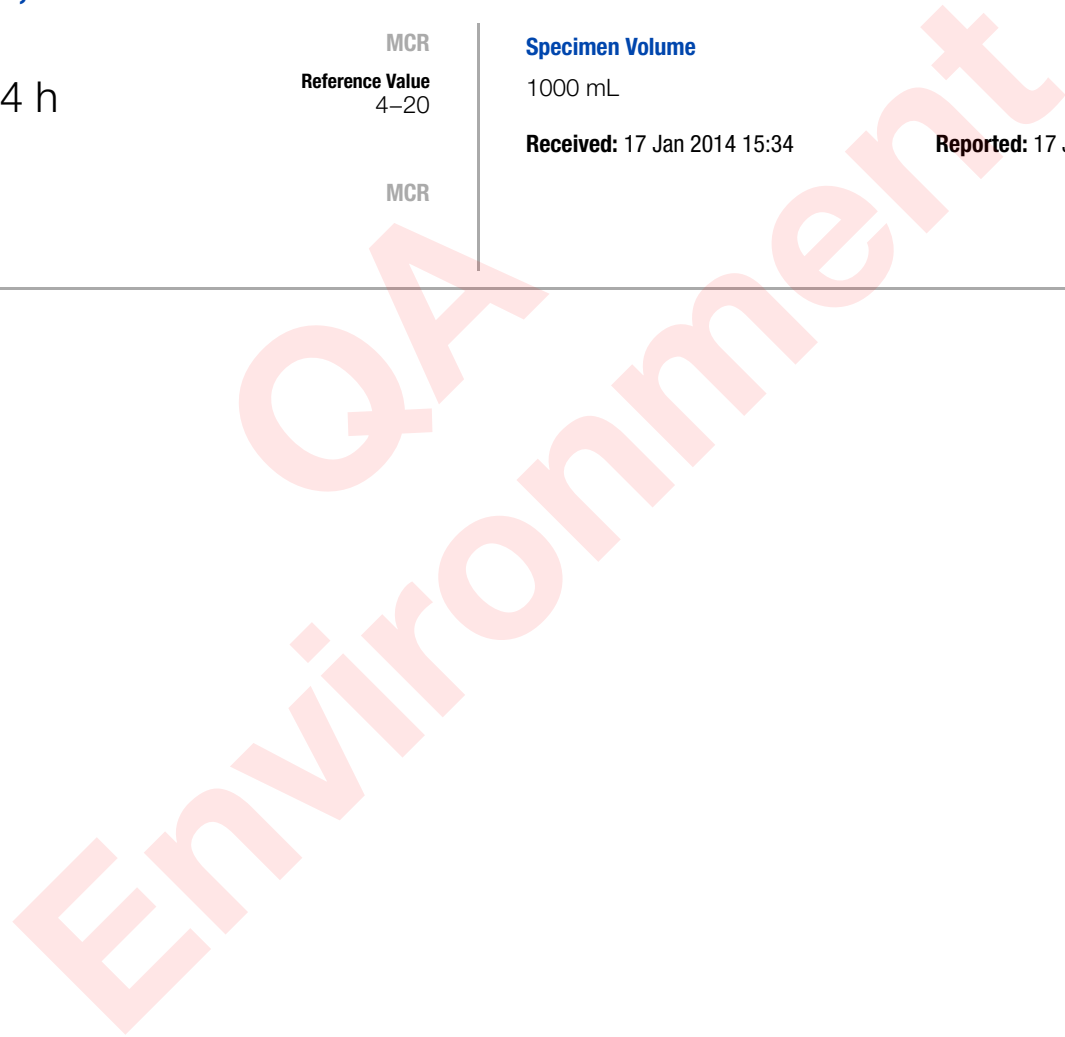 MCR
4 h
Reference Value
4–20
MCR
Specimen Volume
1000 mL
Received: 17 Jan 2014 15:34
Reported: 17
QA
Environment